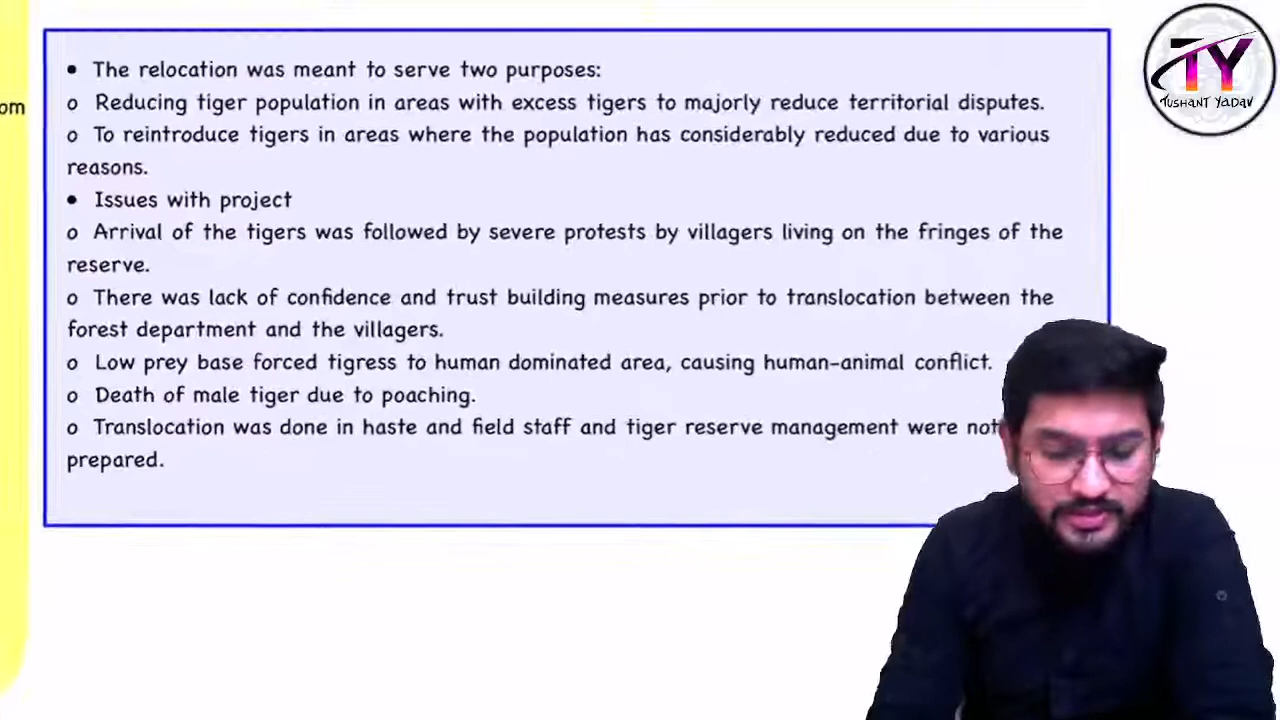 TY
TUSHANT YADAV
om
• The relocation was meant to serve two purposes:
o Reducing tiger population in areas with excess tigers to majorly reduce territorial disputes.
o To reintroduce tigers in areas where the population has considerably reduced due to various
reasons.
• Issues with project
o Arrival of the tigers was followed by severe protests by villagers living on the fringes of the
reserve.
o There was lack of confidence and trust building measures prior to translocation between the
forest department and the villagers.
o Low prey base forced tigress to human dominated area, causing human-animal conflict.
o Death of male tiger due to poaching.
o Translocation was done in haste and field staff and tiger reserve management were not
prepared.